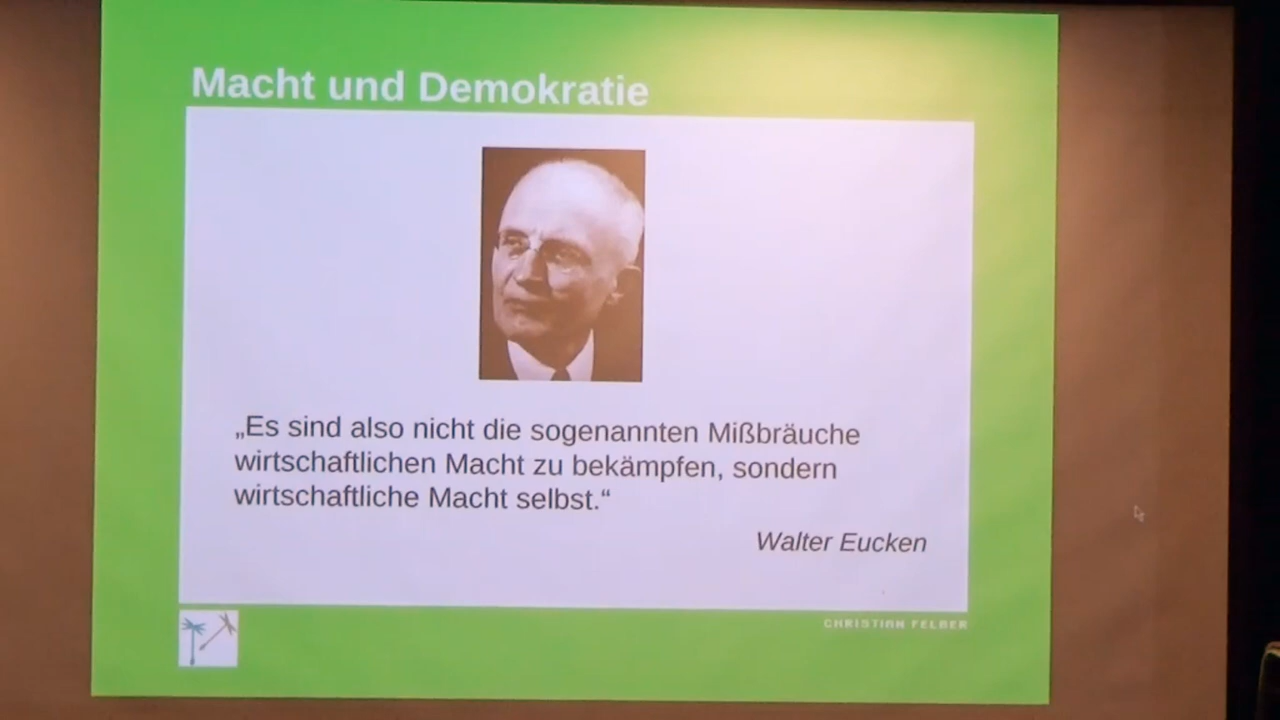 Macht und Demokratie
„Es sind also nicht die sogenannten Mißbräuche
wirtschaftlichen Macht zu bekämpfen, sondern
wirtschaftliche Macht selbst.“
Walter Eucken
CHRISTIAN FELBER